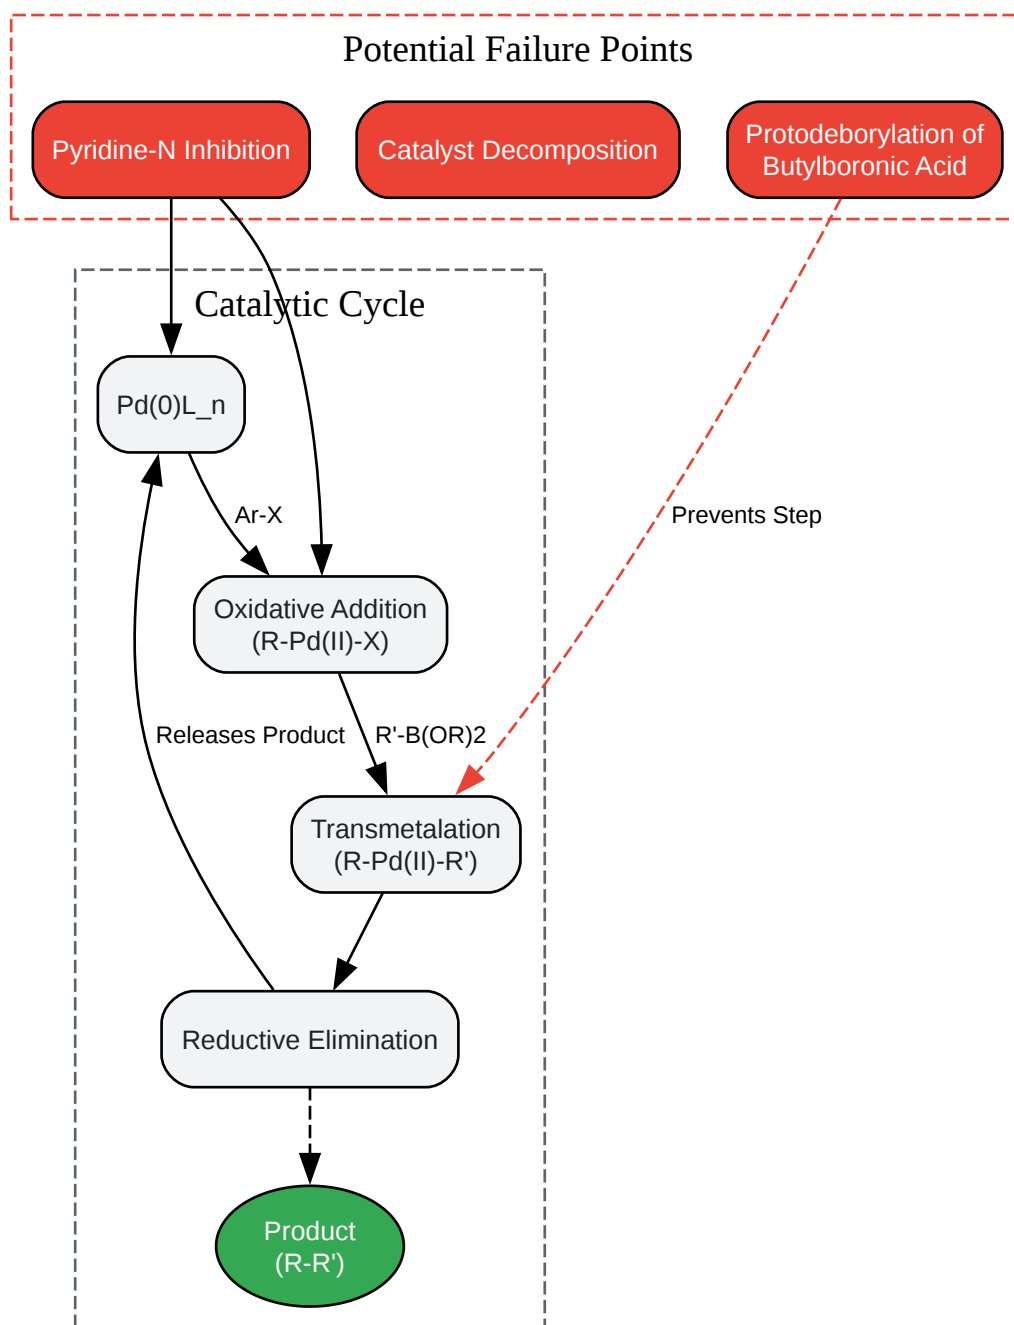 Potential Failure Points
Pyridine-N Inhibition
Catalyst Decomposition
Protodeborylation of
Butylboronic Acid
Catalytic Cycle
Pd(0)L_n
Ar-X
Prevents Step
Oxidative Addition
(R-Pd(II)-X)
Releases Product
R'-B(OR)2
Transmetalation
(R-Pd(II)-R')
Reductive Elimination
Product
(R-R')